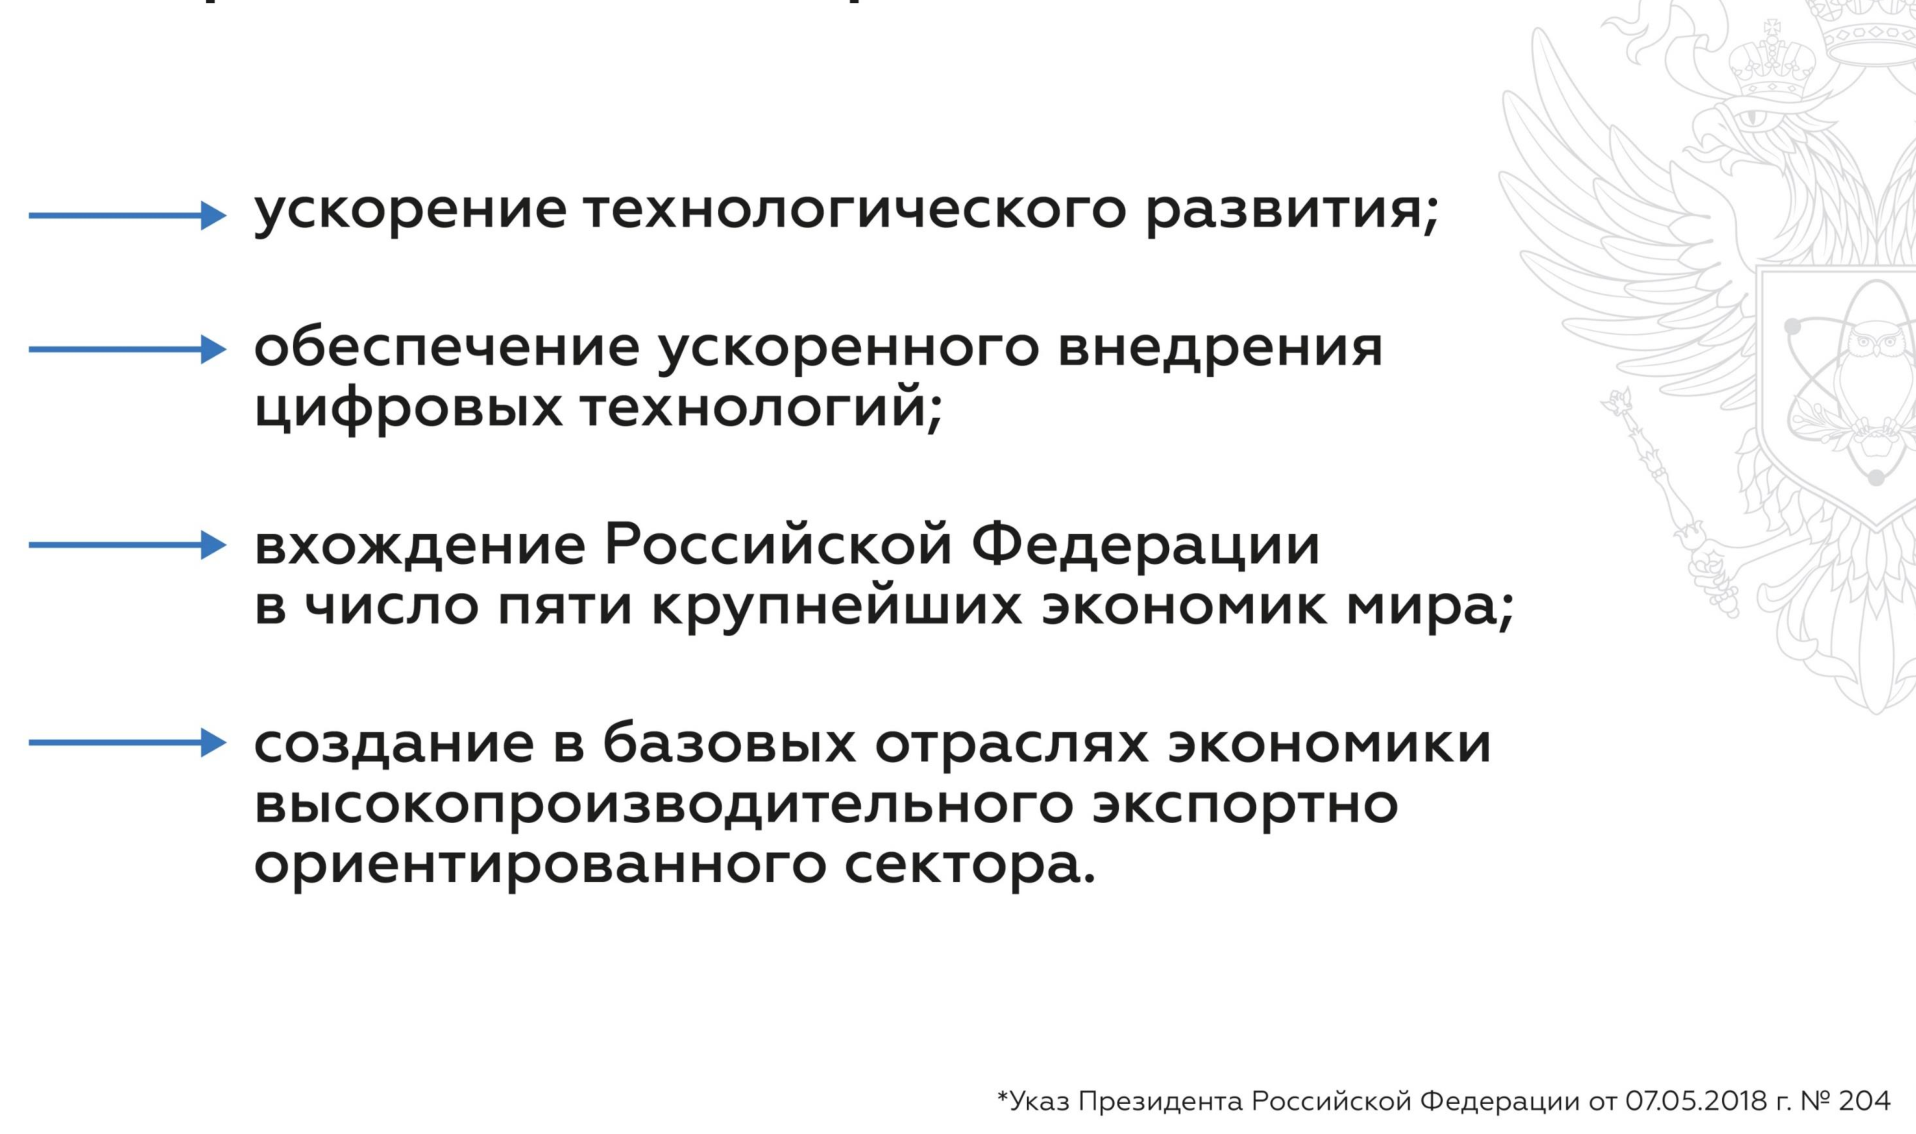 ускорение технологического развития;
обеспечение ускоренного внедрения
цифровых технологий;
вхождение Российской Федерации
в число пяти крупнейших экономик мира;
создание в базовых отраслях экономики
высокопроизводительного экспортно
ориентированного сектора.
*Указ Президента Российской Федерации от 07.05.2018 г. № 204